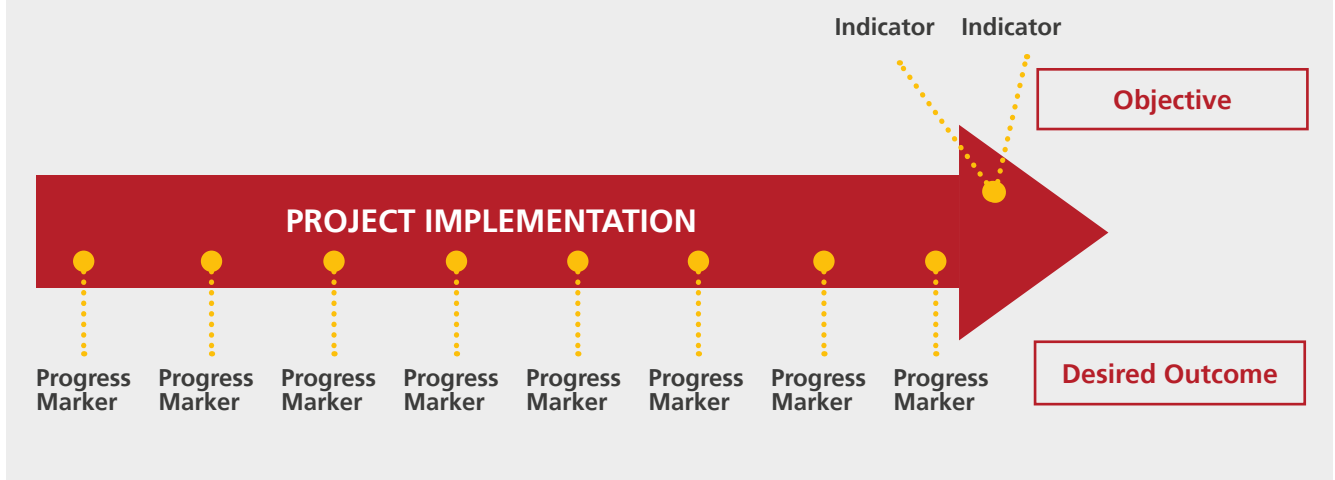 Indicator Indicator
Objective
PROJECT IMPLEMENTATION
Progress Marker
Progress Marker
Progress Marker
Progress Marker
Progress Marker
Progress Marker
Progress Marker
Progress Marker
Desired Outcome